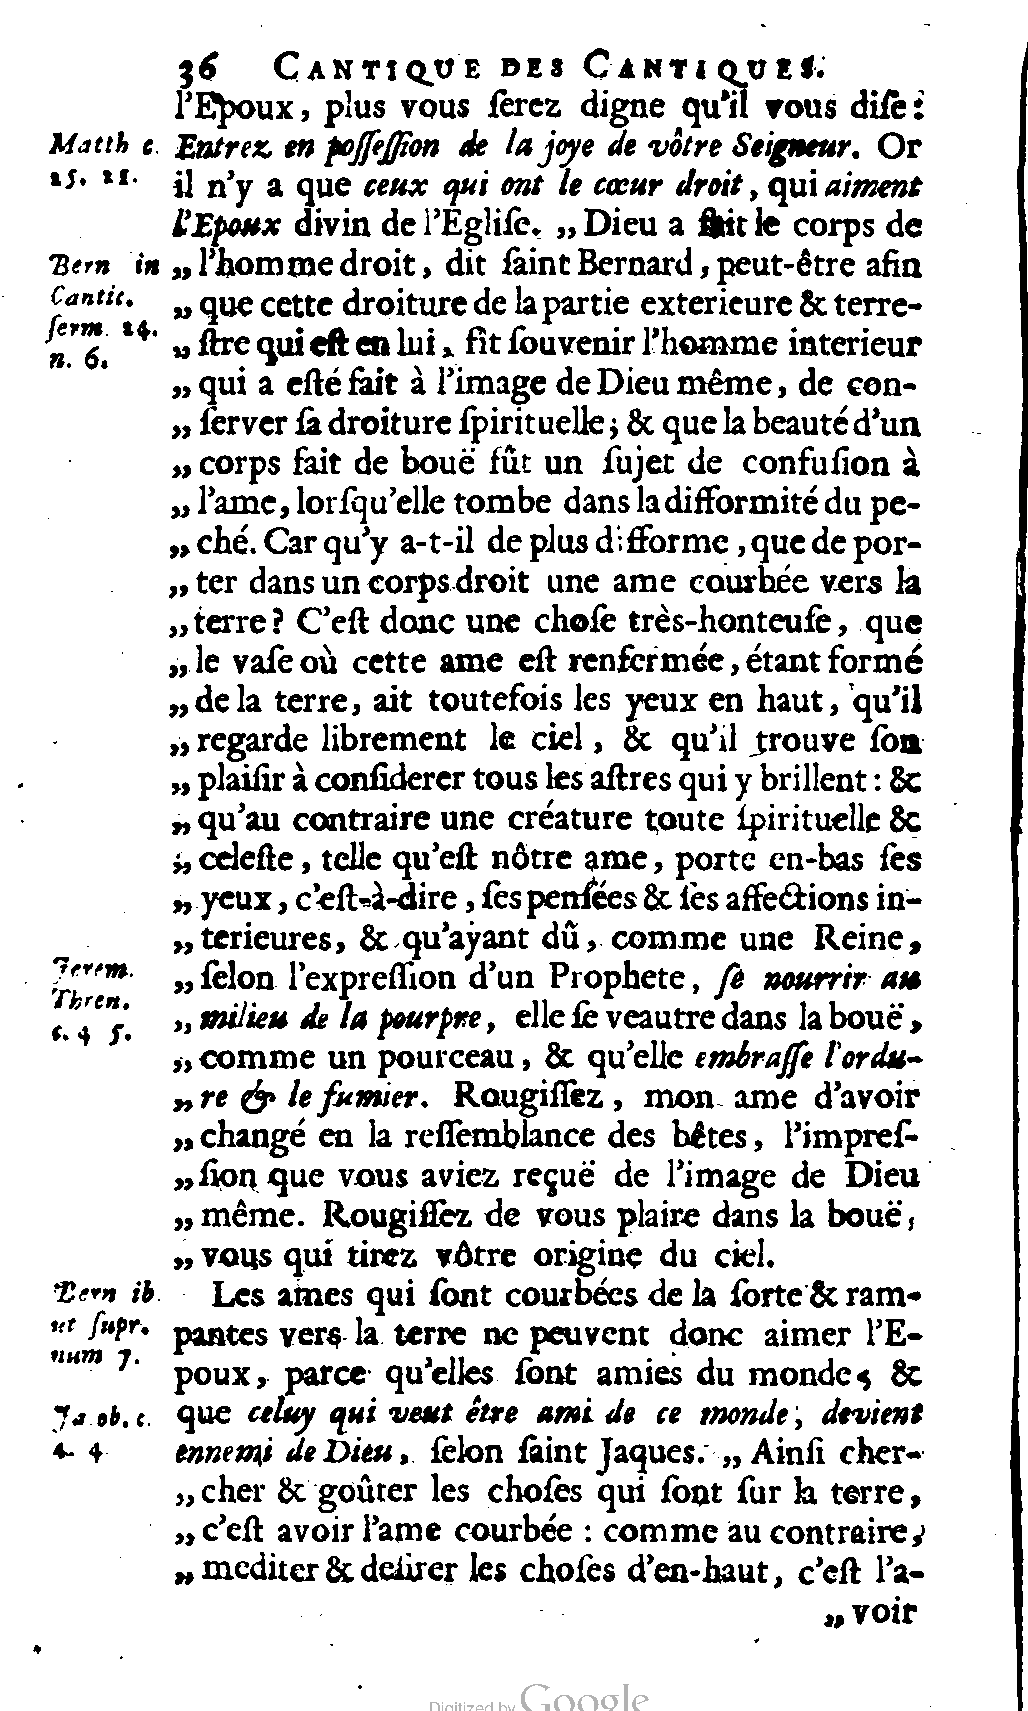 36 CANTIQUE DES CANTIQUES.
l'Epoux, plus vous ſerez digne qu'il vous diſe :
Matth c. Entrez en poſſeſſion de la joye de vôtre Seigneur. Or
25. 21. il n'y a que ceux qui ont le cœur droit, qui aiment
l'Epoux divin de l'Egliſe. „ Dieu a fait le corps de
Bern in „ l'homme droit, dit ſaint Bernard, peut-être afin
Cantic. „ que cette droiture de la partie exterieure & terre-
ſerm. 24. „ ſtre qui eſt en lui, fît ſouvenir l'homme interieur
n. 6. „ qui a eſté fait à l'image de Dieu même, de con-
„ ſerver ſa droiture ſpirituelle; & que la beauté d'un
„ corps fait de bouë fût un ſujet de confuſion à
„ l'ame, lorſqu'elle tombe dans la difformité du pe-
„ ché. Car qu'y a-t-il de plus difforme, que de por-
„ ter dans un corps droit une ame courbée vers la
„ terre? C'eſt donc une choſe très-honteuſe, que
„ le vaſe où cette ame eſt renfermée, étant formé
„ de la terre, ait toutefois les yeux en haut, qu'il
„ regarde librement le ciel, & qu'il trouve ſon
„ plaiſir à conſiderer tous les aſtres qui y brillent : &
„ qu'au contraire une créature toute ſpirituelle &
„ celeſte, telle qu'eſt nôtre ame, porte en-bas ſes
„ yeux, c'eſt-à-dire, ſes penſées & ſes affections in-
„ terieures, & qu'ayant dû, comme une Reine,
Jerem. „ ſelon l'expreſſion d'un Prophete, ſe nourrir au
Thren. „ milieu de la pourpre, elle ſe veautre dans la bouë,
c. 4 5. „ comme un pourceau, & qu'elle embraſſe l'ordu-
„ re & le fumier. Rougiſſez, mon ame d'avoir
„ changé en la reſſemblance des bêtes, l'impreſ-
„ ſion que vous aviez reçuë de l'image de Dieu
„ même. Rougiſſez de vous plaire dans la bouë,
„ vous qui tirez vôtre origine du ciel.
Bern ib. Les ames qui ſont courbées de la ſorte & ram-
ut ſupr. pantes vers la terre ne peuvent donc aimer l'E-
num 7. poux, parce qu'elles ſont amies du monde; &
Jacob. c. que celuy qui veut être ami de ce monde, devient
4. 4 ennemi de Dieu, ſelon ſaint Jaques. „ Ainſi cher-
„ cher & goûter les choſes qui ſont ſur la terre,
„ c'eſt avoir l'ame courbée : comme au contraire,
„ mediter & deſirer les choſes d'en-haut, c'eſt l'a-
„ voir
Digitized by Google